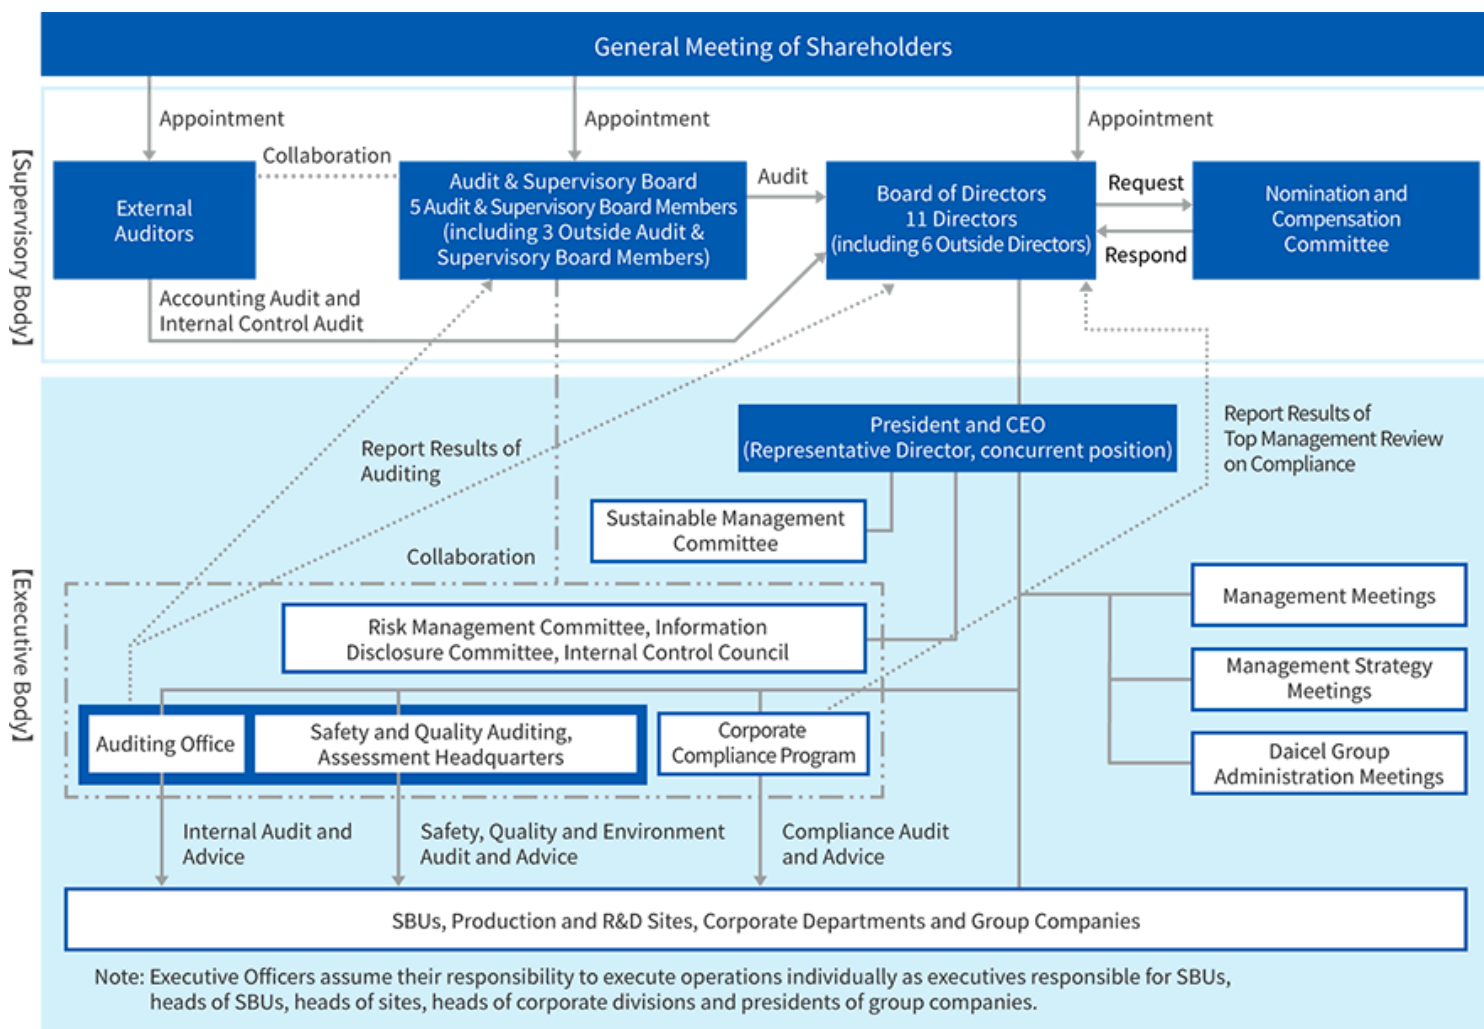 General Meeting of Shareholders
Appointment
Appointment
Appointment
【Supervisory Body】
External
Auditors
Collaboration
Audit & Supervisory Board
5 Audit & Supervisory Board Members
(including 3 Outside Audit &
Supervisory Board Members)
Audit
Board of Directors
11 Directors
(including 6 Outside Directors)
Request
Respond
Nomination and
Compensation
Committee
Accounting Audit and
Internal Control Audit
【Executive Body】
President and CEO
(Representative Director, concurrent position)
Report Results of
Top Management Review
on Compliance
Report Results of
Auditing
Sustainable Management
Committee
Collaboration
Risk Management Committee, Information
Disclosure Committee, Internal Control Council
Management Meetings
Management Strategy
Meetings
Daicel Group
Administration Meetings
Auditing Office
Safety and Quality Auditing,
Assessment Headquarters
Corporate
Compliance Program
Internal Audit and
Advice
Safety, Quality and Environment
Audit and Advice
Compliance Audit
and Advice
SBUs, Production and R&D Sites, Corporate Departments and Group Companies
Note: Executive Officers assume their responsibility to execute operations individually as executives responsible for SBUs,
heads of SBUs, heads of sites, heads of corporate divisions and presidents of group companies.